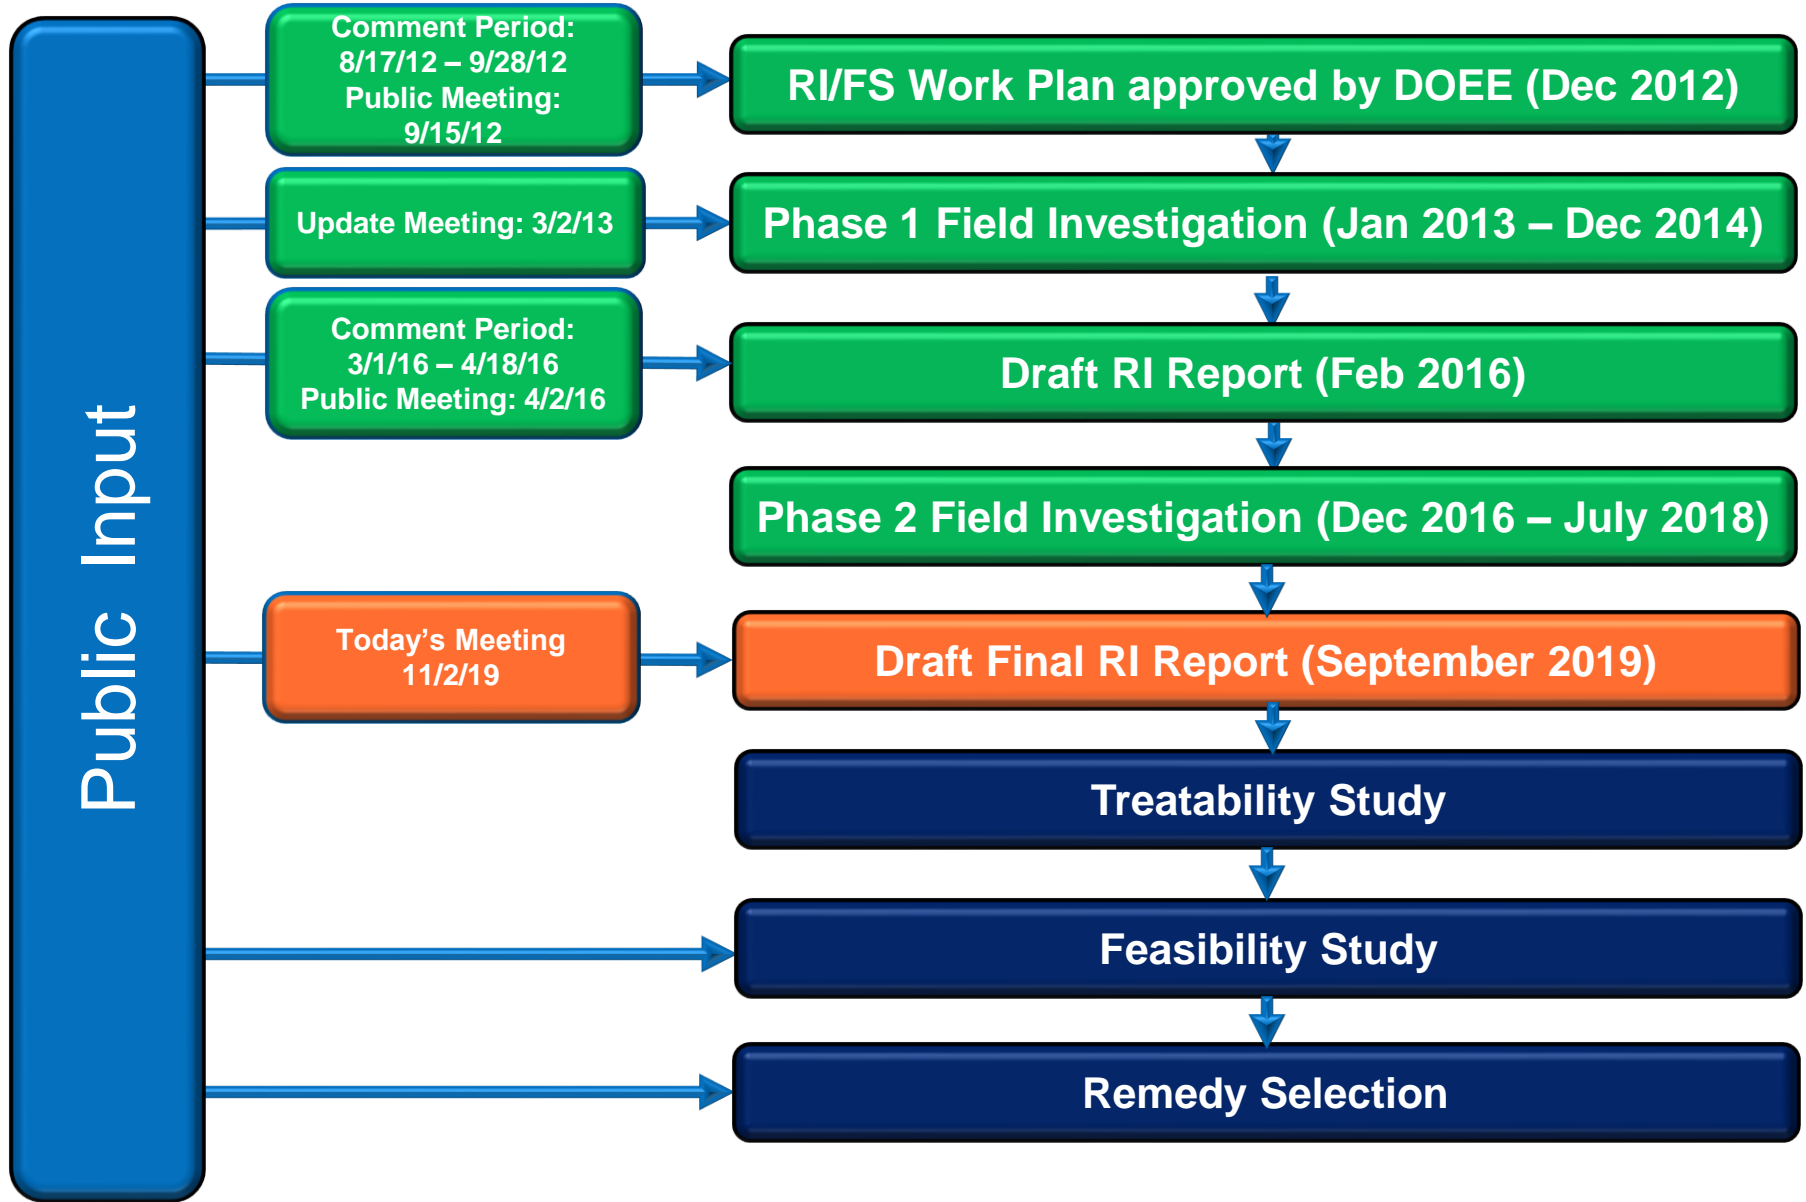 Public Input
Comment Period:
8/17/12 – 9/28/12
Public Meeting:
9/15/12
RI/FS Work Plan approved by DOEE (Dec 2012)
Update Meeting: 3/2/13
Phase 1 Field Investigation (Jan 2013 – Dec 2014)
Comment Period:
3/1/16 – 4/18/16
Public Meeting: 4/2/16
Draft RI Report (Feb 2016)
Phase 2 Field Investigation (Dec 2016 – July 2018)
Today’s Meeting
11/2/19
Draft Final RI Report (September 2019)
Treatability Study
Feasibility Study
Remedy Selection